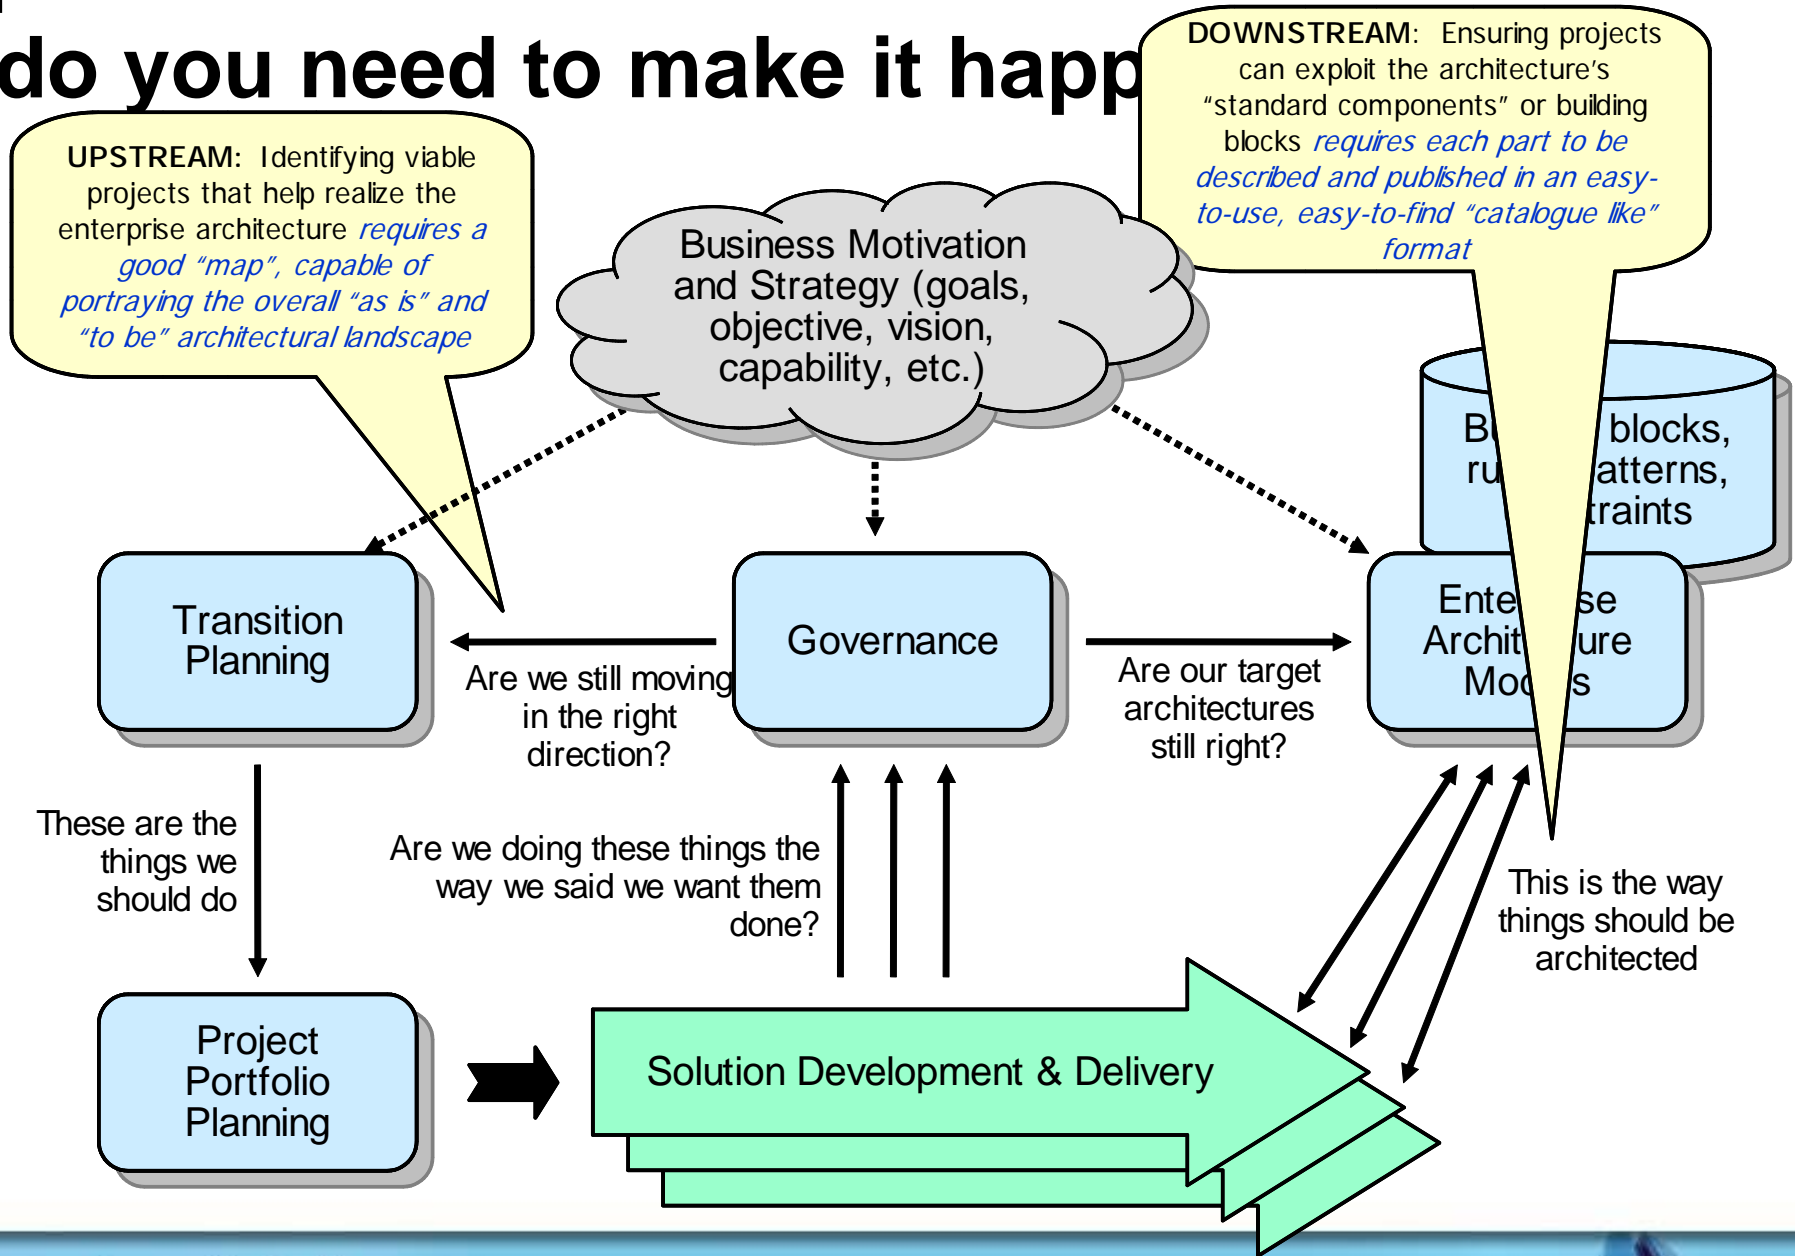 do you need to make it happ
DOWNSTREAM: Ensuring projects
can exploit the architecture's
“standard components” or building
blocks requires each part to be
described and published in an easy-
to-use, easy-to-find “catalogue like”
format
UPSTREAM: Identifying viable
projects that help realize the
enterprise architecture requires a
good “map”, capable of
portraying the overall “as is” and
“to be” architectural landscape
Business Motivation
and Strategy (goals,
objective, vision,
capability, etc.)
blocks,
Transition
Planning
Are we still moving
in the right
direction?
Governance
Are our target
architectures
still right?
These are the
things we
should do
Are we doing these things the
way we said we want them
done?
This is the way
things should be
architected
Project
Portfolio
Planning
Solution Development & Delivery